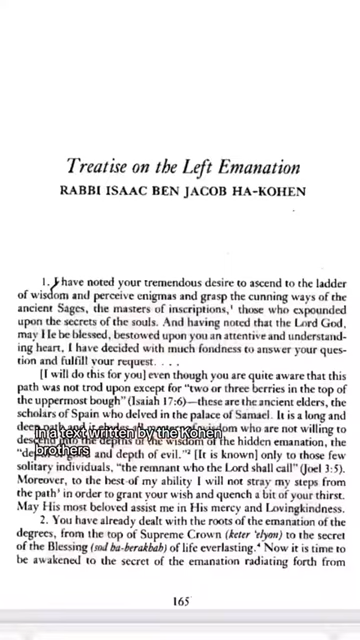 Treatise on the Left Emanation
RABBI ISAAC BEN JACOB HA-KOHEN
1. I have noted your tremendous desire to ascend to the ladder
of wisdom and perceive enigmas and grasp the cunning ways of the
ancient Sages, the masters of inscriptions,¹ those who expounded
upon the secrets of the souls. And having noted that the Lord God,
may He be blessed, bestowed upon you an attentive and understand-
ing heart, I have decided with much fondness to answer your ques-
tion and fulfill your request. . . .
[I will do this for you] even though you are quite aware that this
path was not trod upon except for "two or three berries in the top of
the uppermost bough" (Isaiah 17:6)—these are the ancient elders, the
scholars of Spain who delved in the palace of Samael. It is a long and
deep path and it eludes all wisdom who are not willing to
in a text written by the Kohen
descend into the depths of the wisdom of the hidden emanation, the
brothers
and depth of evil."² [It is known] only to those few
solitary individuals, "the remnant who the Lord shall call" (Joel 3:5).
Moreover, to the best of my ability I will not stray my steps from
the path³ in order to grant your wish and quench a bit of your thirst.
May His most beloved assist me in His mercy and Lovingkindness.
2. You have already dealt with the roots of the emanation of the
degrees, from the top of Supreme Crown (keter 'elyon) to the secret
of the Blessing (sod ha-berakhah) of life everlasting.⁴ Now it is time to
be awakened to the secret of the emanation radiating forth from
165